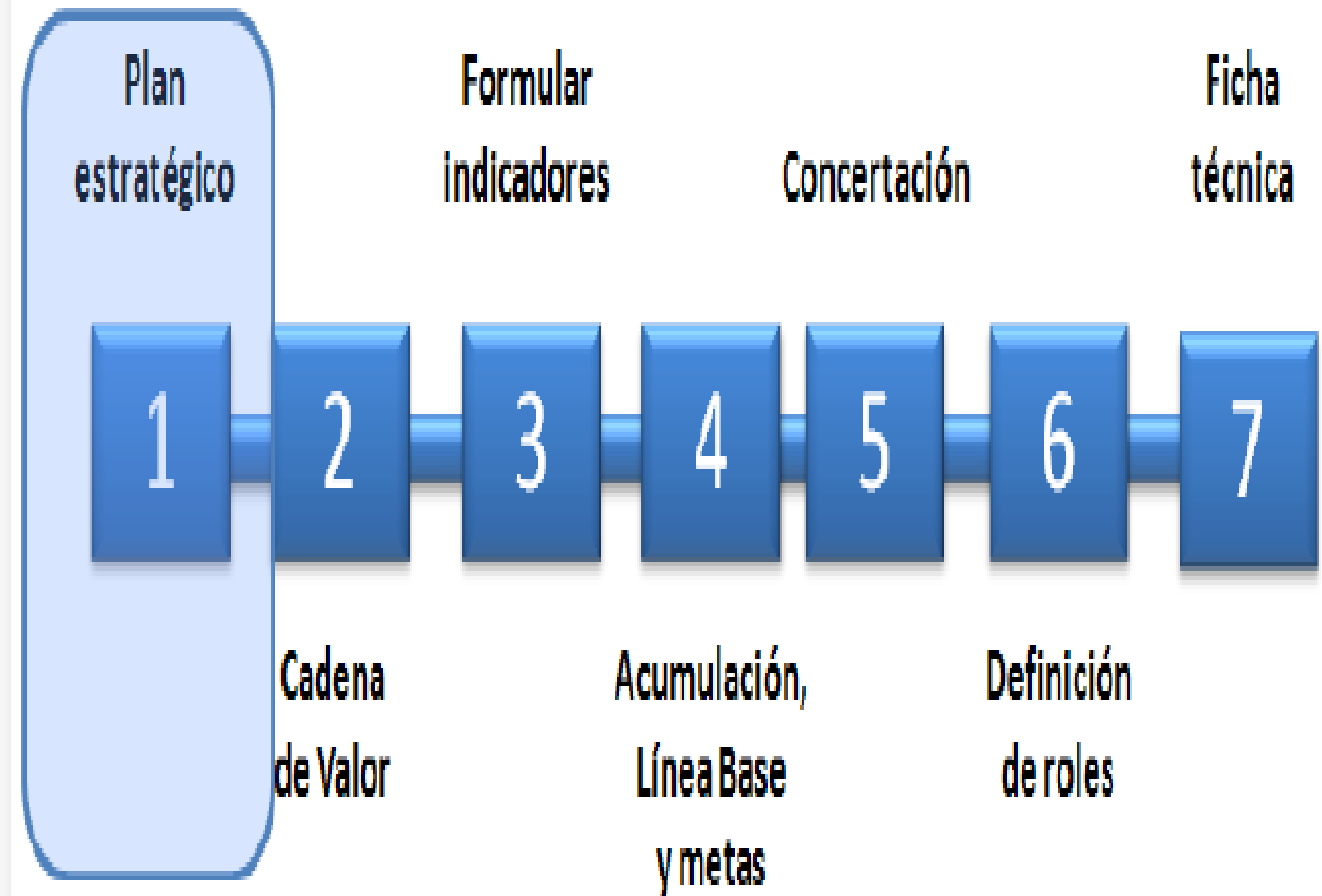 Plan
estratégico
Formular
indicadores
Concertación
Ficha
técnica
1
2
3
4
5
6
7
Cadena
de Valor
Acumulación,
Línea Base
y metas
Definición
de roles